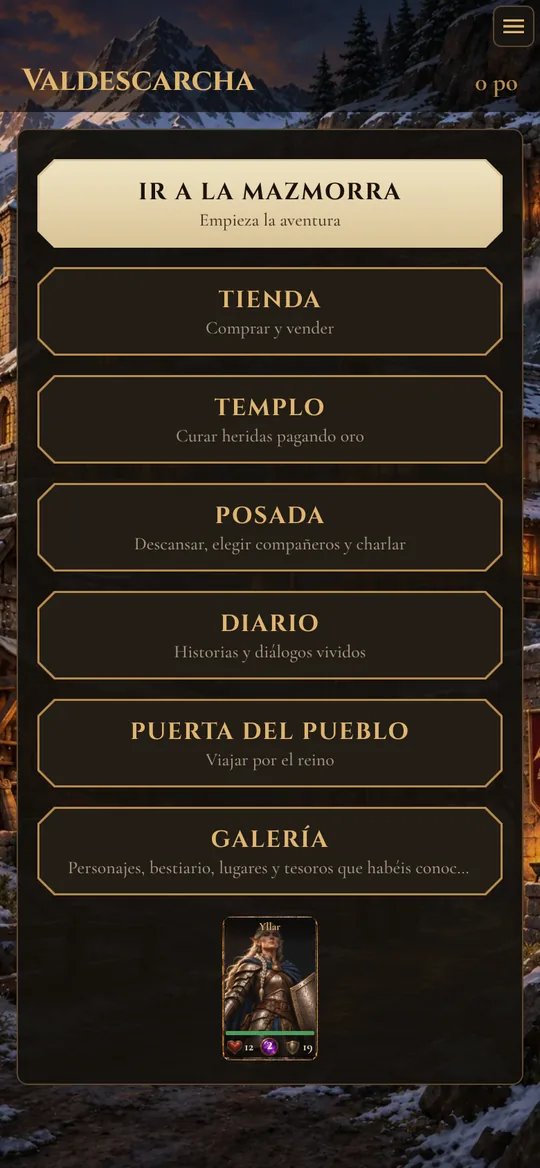 Valdescarcha
0 po
IR A LA MAZMORRA
Empieza la aventura
TIENDA
Comprar y vender
TEMPLO
Curar heridas pagando oro
POSADA
Descansar, elegir compañeros y charlar
DIARIO
Historias y diálogos vividos
PUERTA DEL PUEBLO
Viajar por el reino
GALERÍA
Personajes, bestiario, lugares y tesoros que habéis conoc...
Yllar
12 2 19